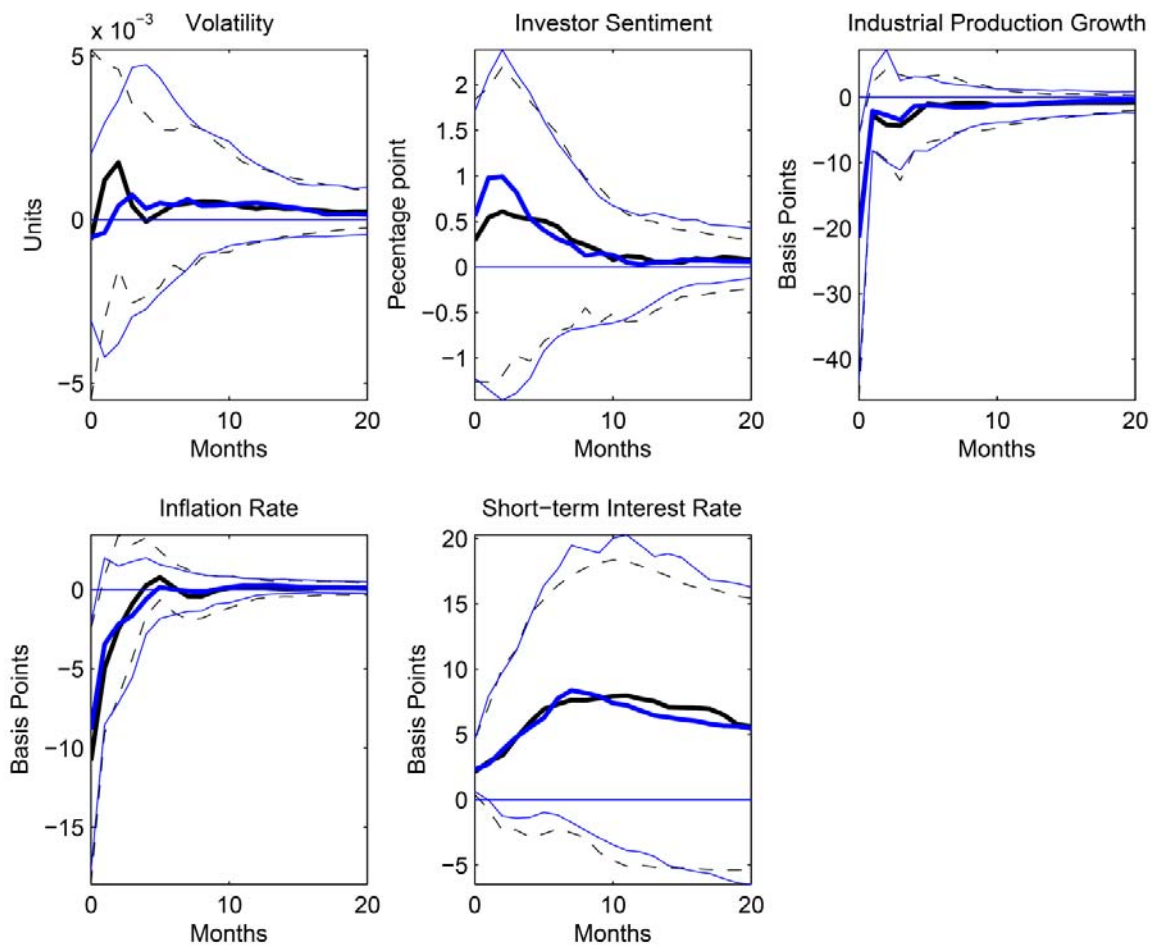 Volatility
Investor Sentiment
Industrial Production Growth
x 10⁻³
5
0
−5
Units
0 10 20
Months
2
1.5
1
0.5
0
−0.5
−1
Pecentage point
0 10 20
Months
0
−10
−20
−30
−40
Basis Points
0 10 20
Months
Inflation Rate
Short−term Interest Rate
0
−5
−10
−15
Basis Points
0 10 20
Months
20
15
10
5
0
−5
Basis Points
0 10 20
Months